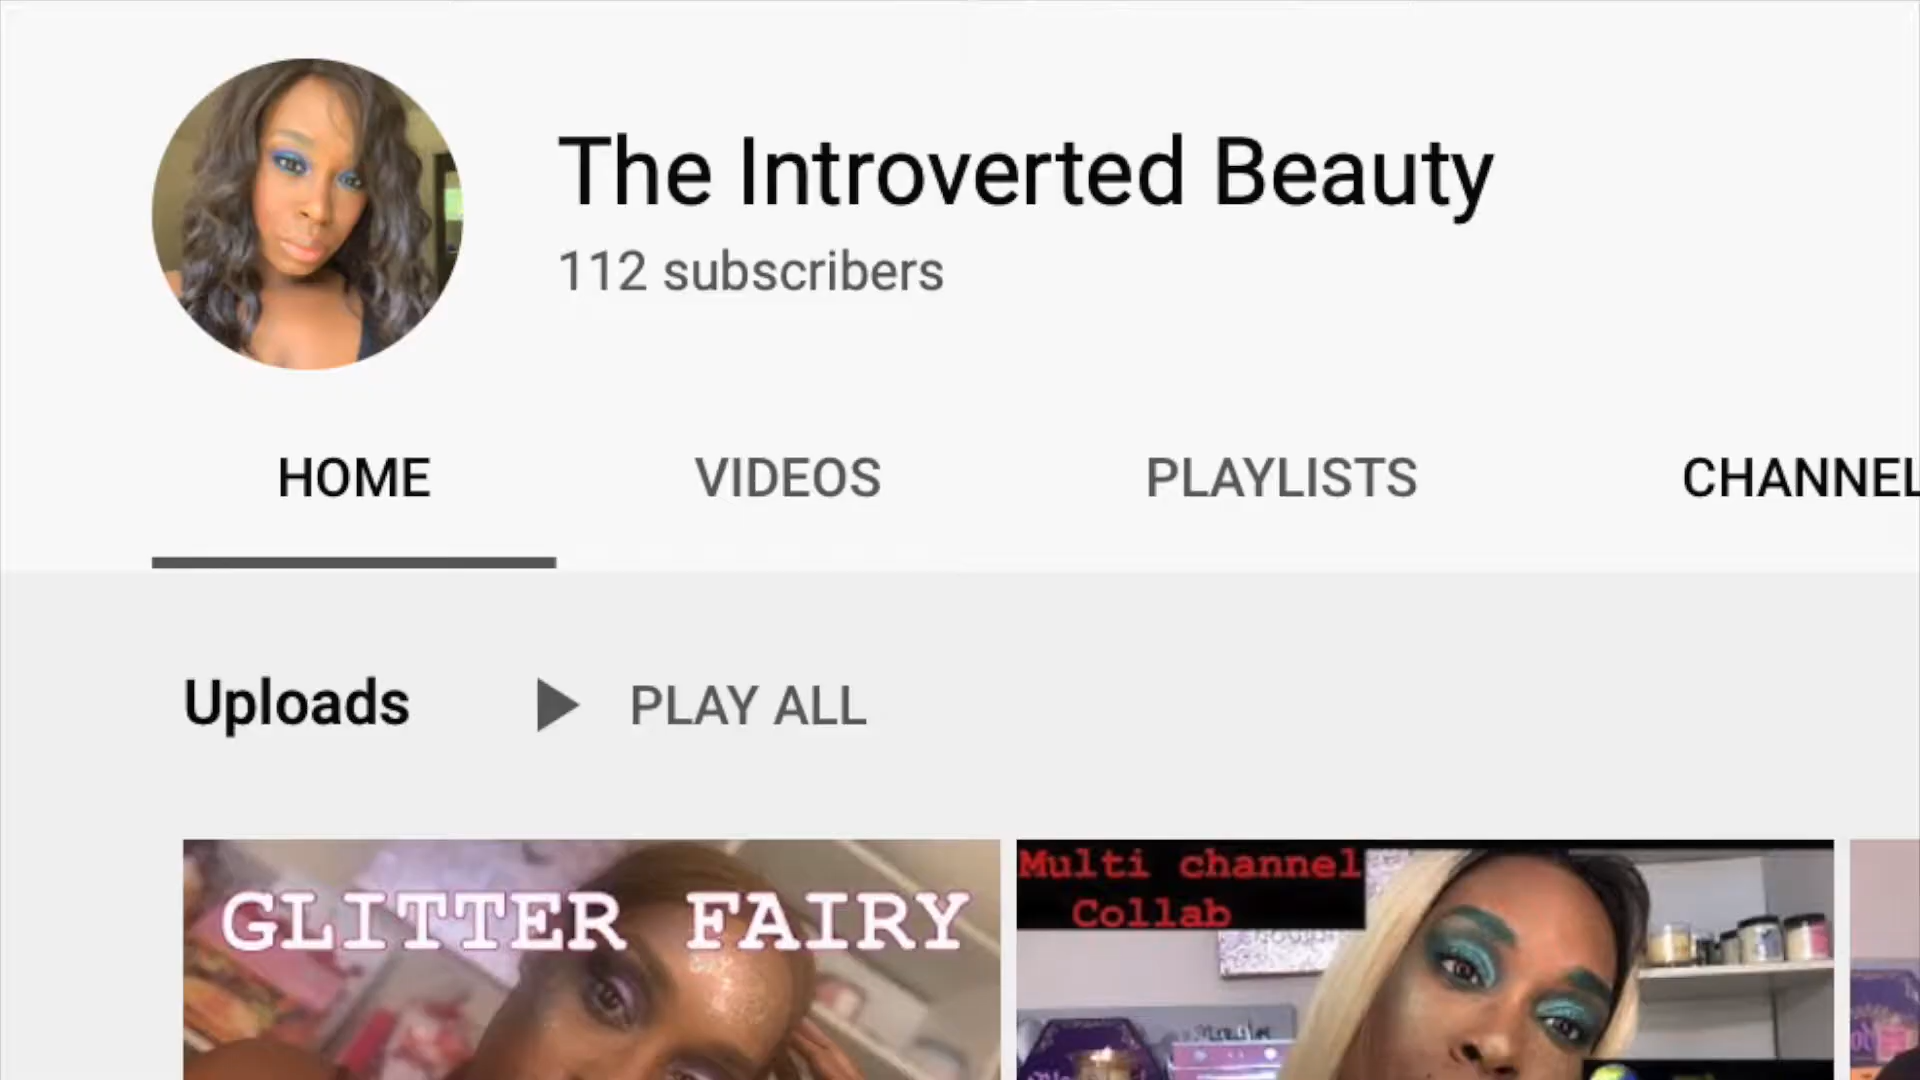 The Introverted Beauty
112 subscribers
HOME VIDEOS PLAYLISTS CHANNEL
Uploads PLAY ALL
GLITTER FAIRY
Multi channel
Collab